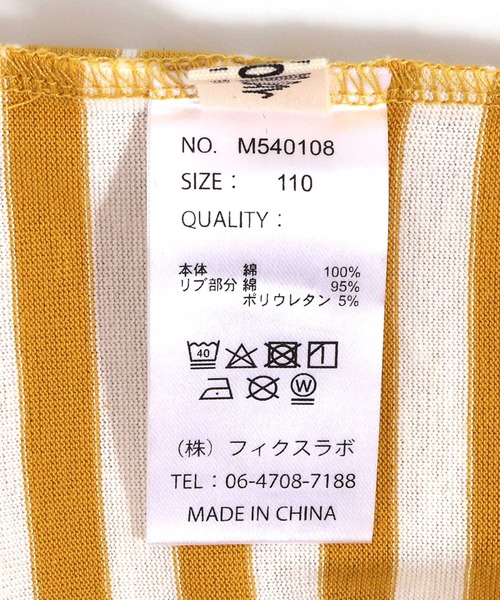 NO. M540108
SIZE : 110
QUALITY :
本体 綿 100%
リブ部分 綿 95%
ポリウレタン 5%
40
W
(株) フィクスラボ
TEL : 06-4708-7188
MADE IN CHINA